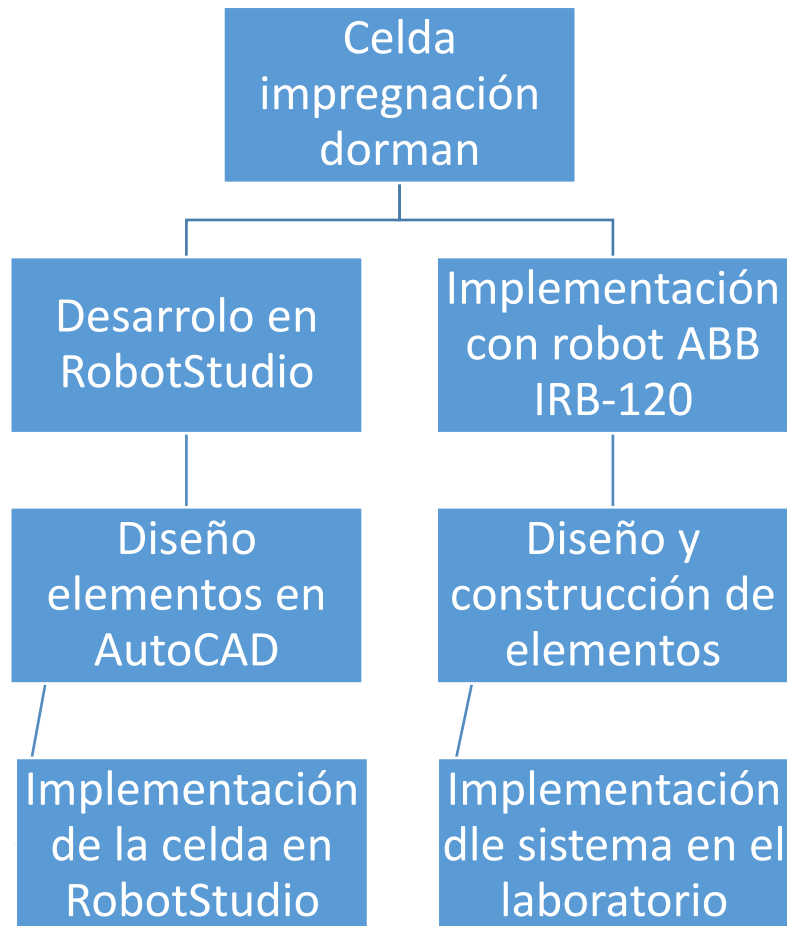 Celda
impregnación
dorman
Desarrolo en
RobotStudio
Implementación
con robot ABB
IRB-120
Diseño
elementos en
AutoCAD
Diseño y
construcción de
elementos
Implementación
de la celda en
RobotStudio
Implementación
dle sistema en el
laboratorio